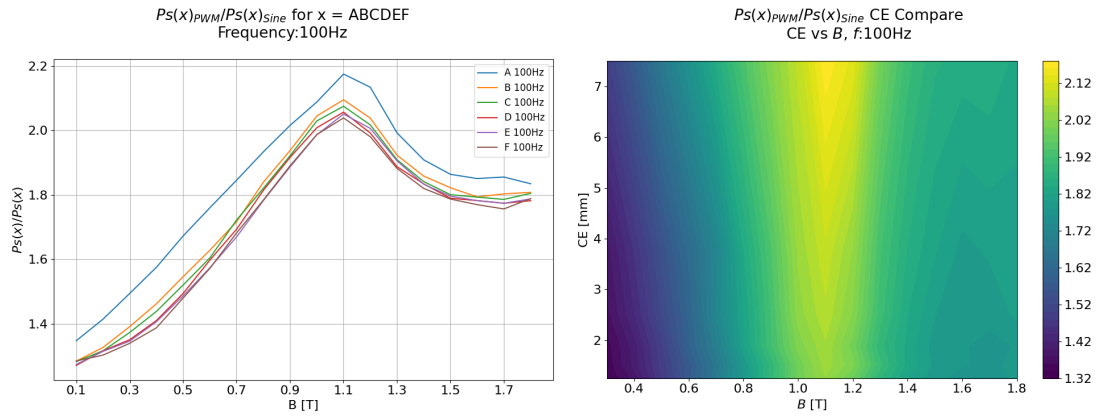 Ps(x)PWM/Ps(x)Sine for x = ABCDEF
Frequency:100Hz
2.2
2.0
1.8
1.6
1.4
Ps(x)/Ps(x)
0.1 0.3 0.5 0.7 0.9 1.1 1.3 1.5 1.7
B [T]
A 100Hz
B 100Hz
C 100Hz
D 100Hz
E 100Hz
F 100Hz
Ps(x)PWM/Ps(x)Sine CE Compare
CE vs B, f:100Hz
7
6
5
4
3
2
CE [mm]
0.4 0.6 0.8 1.0 1.2 1.4 1.6 1.8
B [T]
2.12
2.02
1.92
1.82
1.72
1.62
1.52
1.42
1.32